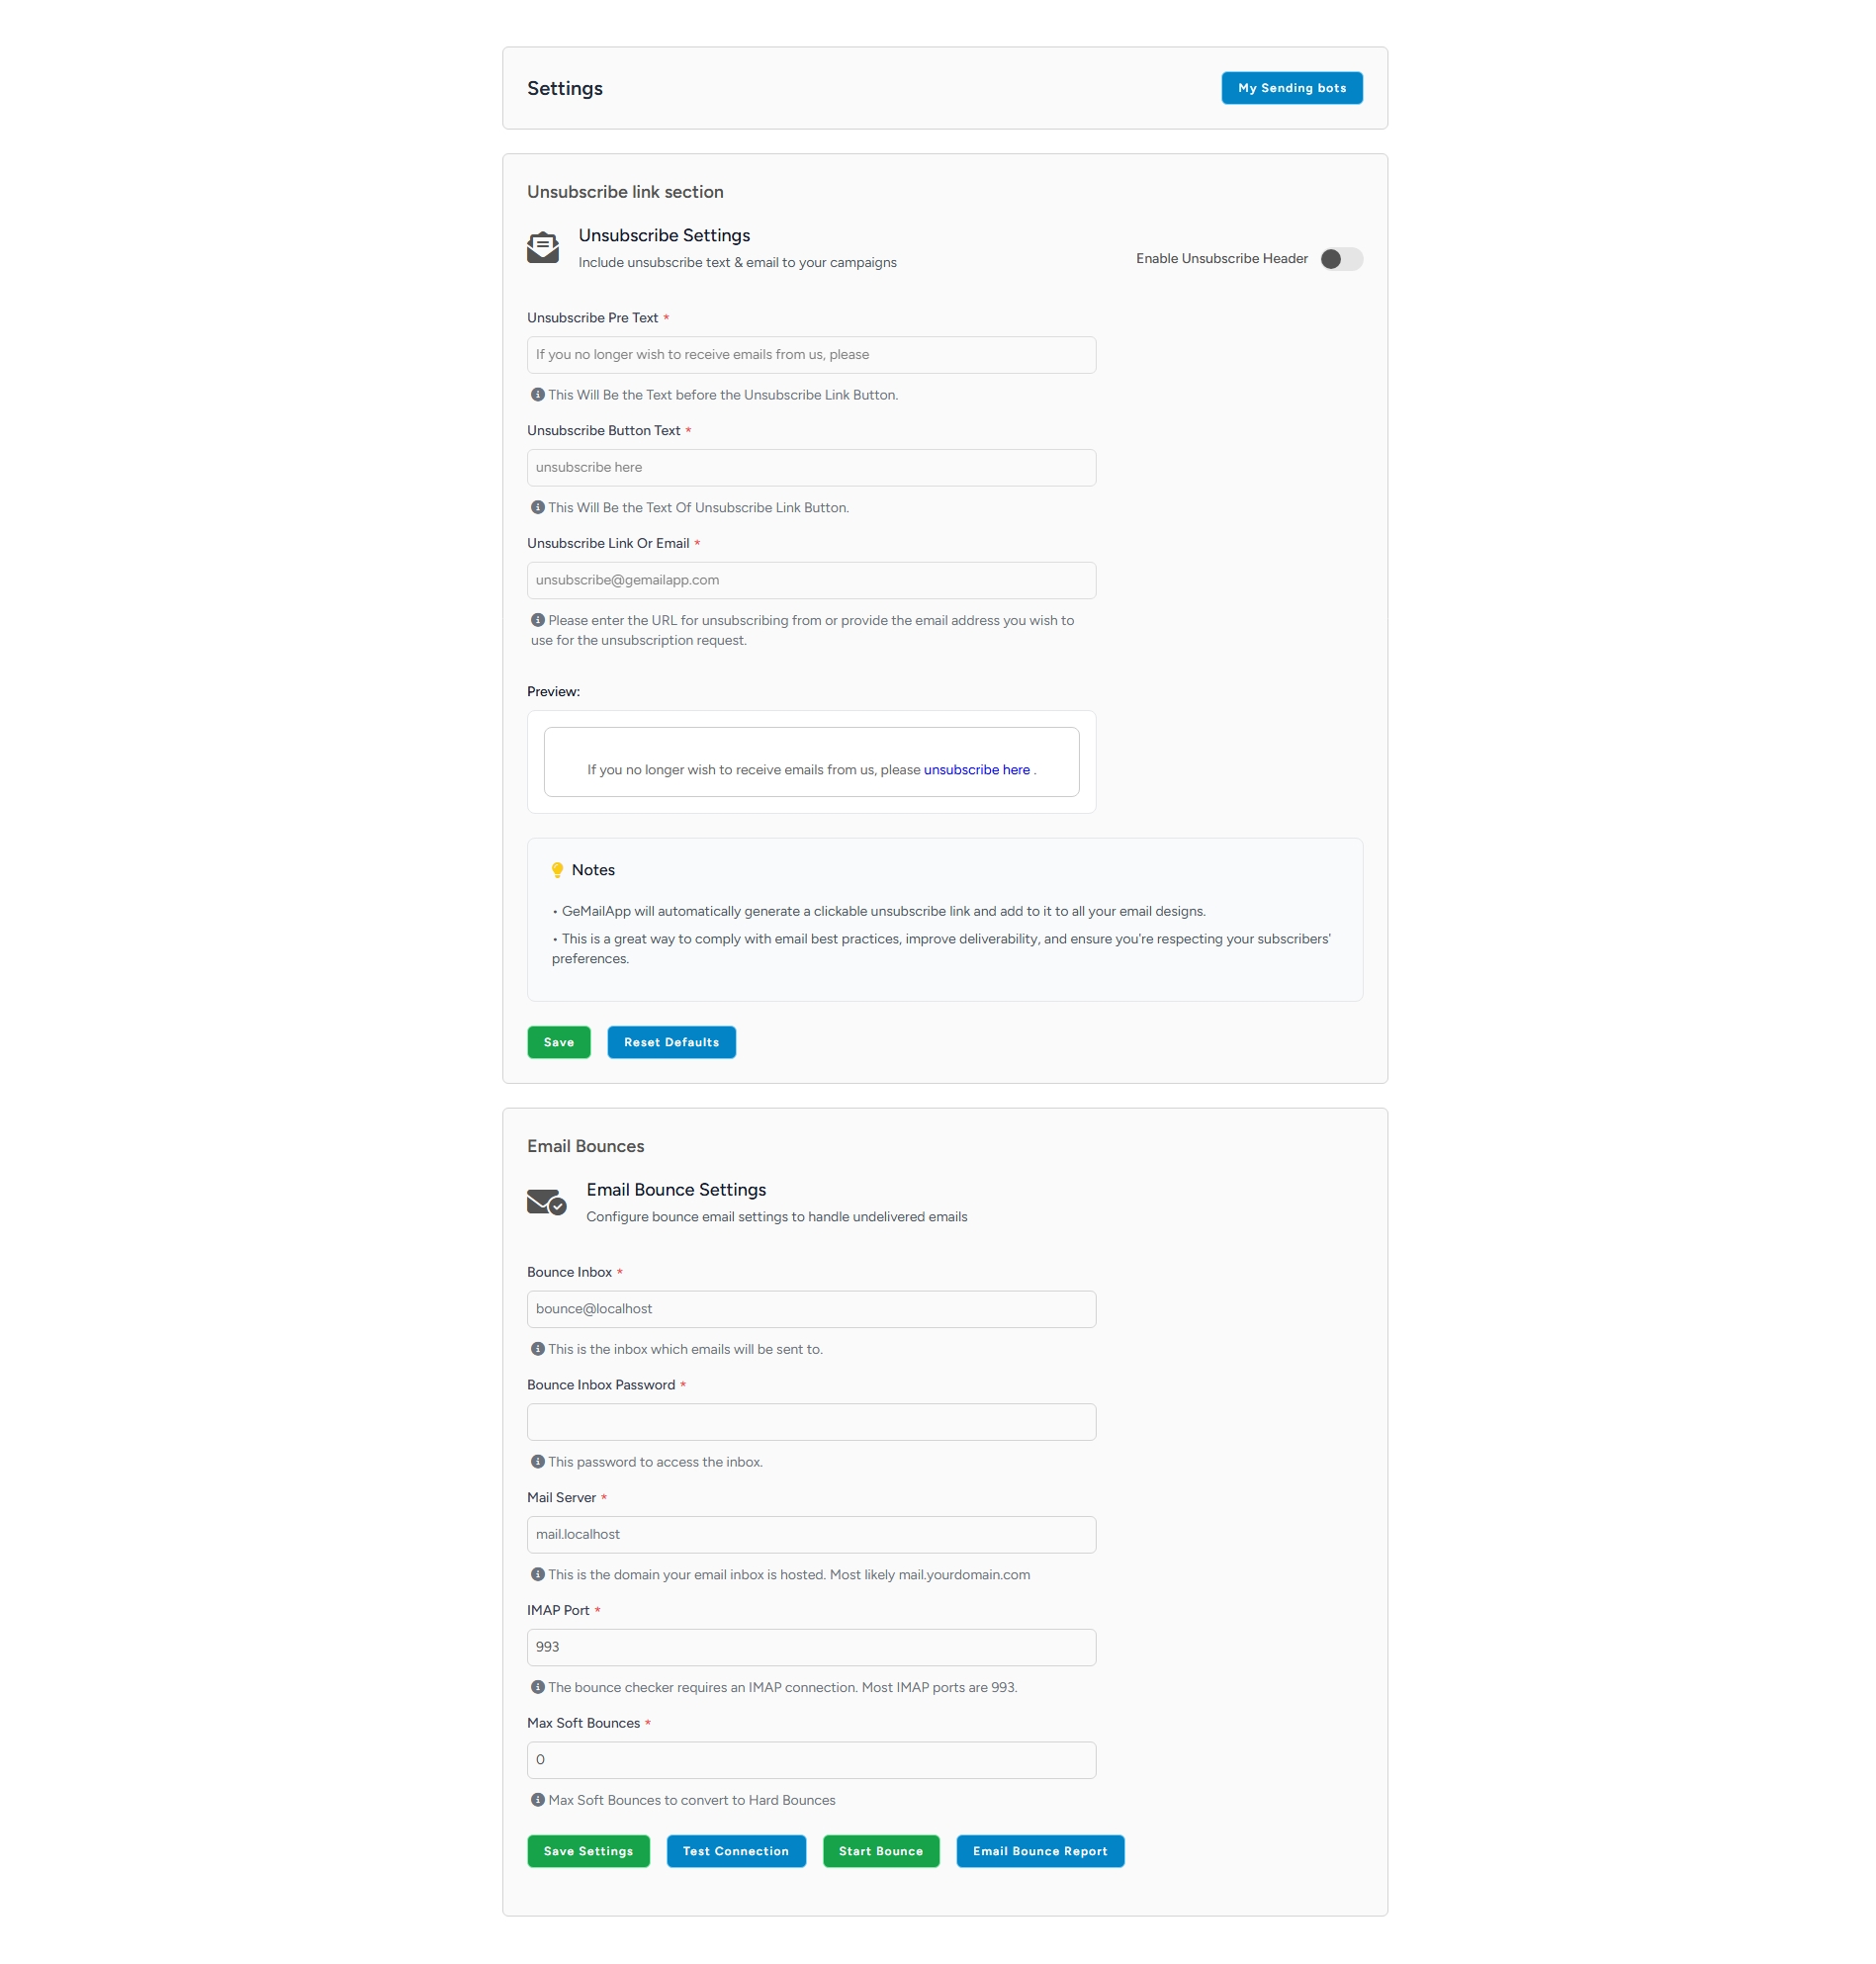 Settings
My Sending bots
Unsubscribe link section
Unsubscribe Settings
Include unsubscribe text & email to your campaigns
Enable Unsubscribe Header
Unsubscribe Pre Text *
If you no longer wish to receive emails from us, please
This Will Be the Text before the Unsubscribe Link Button.
Unsubscribe Button Text *
unsubscribe here
This Will Be the Text Of Unsubscribe Link Button.
Unsubscribe Link Or Email *
unsubscribe@gemailapp.com
Please enter the URL for unsubscribing from or provide the email address you wish to
use for the unsubscription request.
Preview:
If you no longer wish to receive emails from us, please unsubscribe here .
Notes
• GeMailApp will automatically generate a clickable unsubscribe link and add to it to all your email designs.
• This is a great way to comply with email best practices, improve deliverability, and ensure you're respecting your subscribers'
preferences.
Save
Reset Defaults
Email Bounces
Email Bounce Settings
Configure bounce email settings to handle undelivered emails
Bounce Inbox *
bounce@localhost
This is the inbox which emails will be sent to.
Bounce Inbox Password *
This password to access the inbox.
Mail Server *
mail.localhost
This is the domain your email inbox is hosted. Most likely mail.yourdomain.com
IMAP Port *
993
The bounce checker requires an IMAP connection. Most IMAP ports are 993.
Max Soft Bounces *
0
Max Soft Bounces to convert to Hard Bounces
Save Settings
Test Connection
Start Bounce
Email Bounce Report